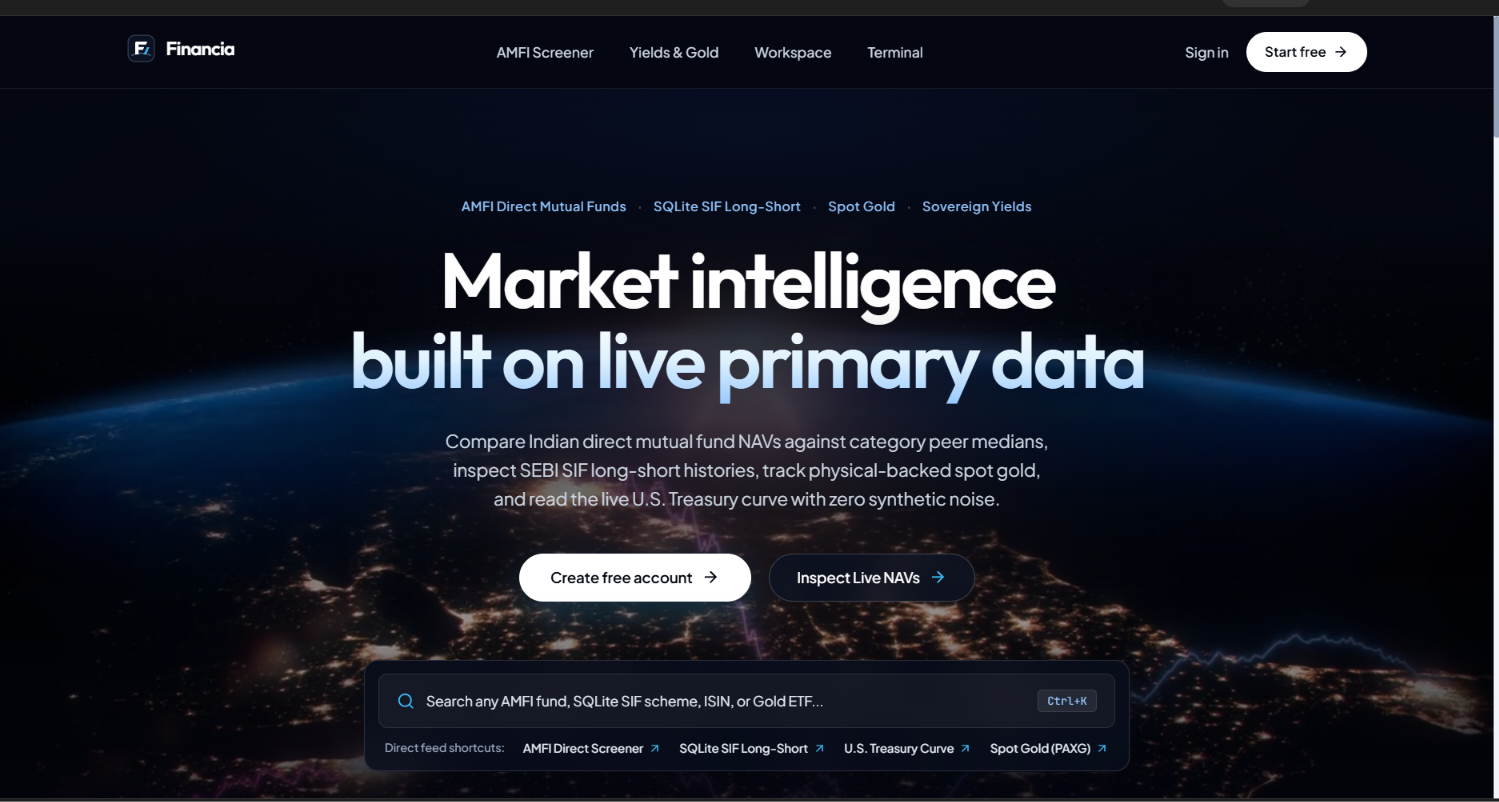 Financia
AMFI Screener
Yields & Gold
Workspace
Terminal
Sign in
Start free →
AMFI Direct Mutual Funds · SQLite SIF Long-Short · Spot Gold · Sovereign Yields
Market intelligence
built on live primary data
Compare Indian direct mutual fund NAVs against category peer medians,
inspect SEBI SIF long-short histories, track physical-backed spot gold,
and read the live U.S. Treasury curve with zero synthetic noise.
Create free account →
Inspect Live NAVs →
Search any AMFI fund, SQLite SIF scheme, ISIN, or Gold ETF...
Ctrl+K
Direct feed shortcuts:
AMFI Direct Screener ↗
SQLite SIF Long-Short ↗
U.S. Treasury Curve ↗
Spot Gold (PAXG) ↗